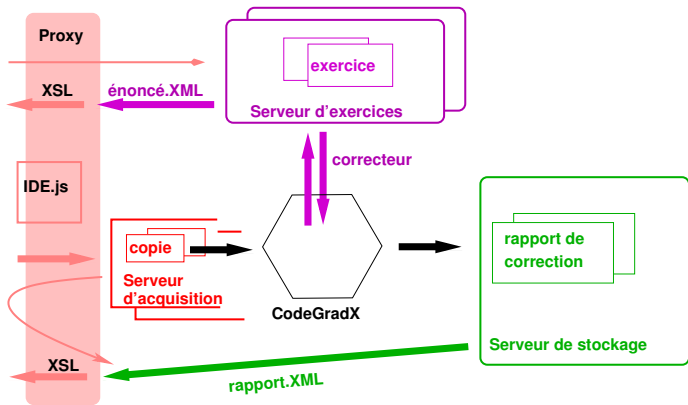 Proxy
exercice
XSL
énoncé.XML
Serveur d'exercices
correcteur
IDE.js
copie
rapport de
correction
Serveur
d'acquisition
CodeGradX
Serveur de stockage
XSL
rapport.XML